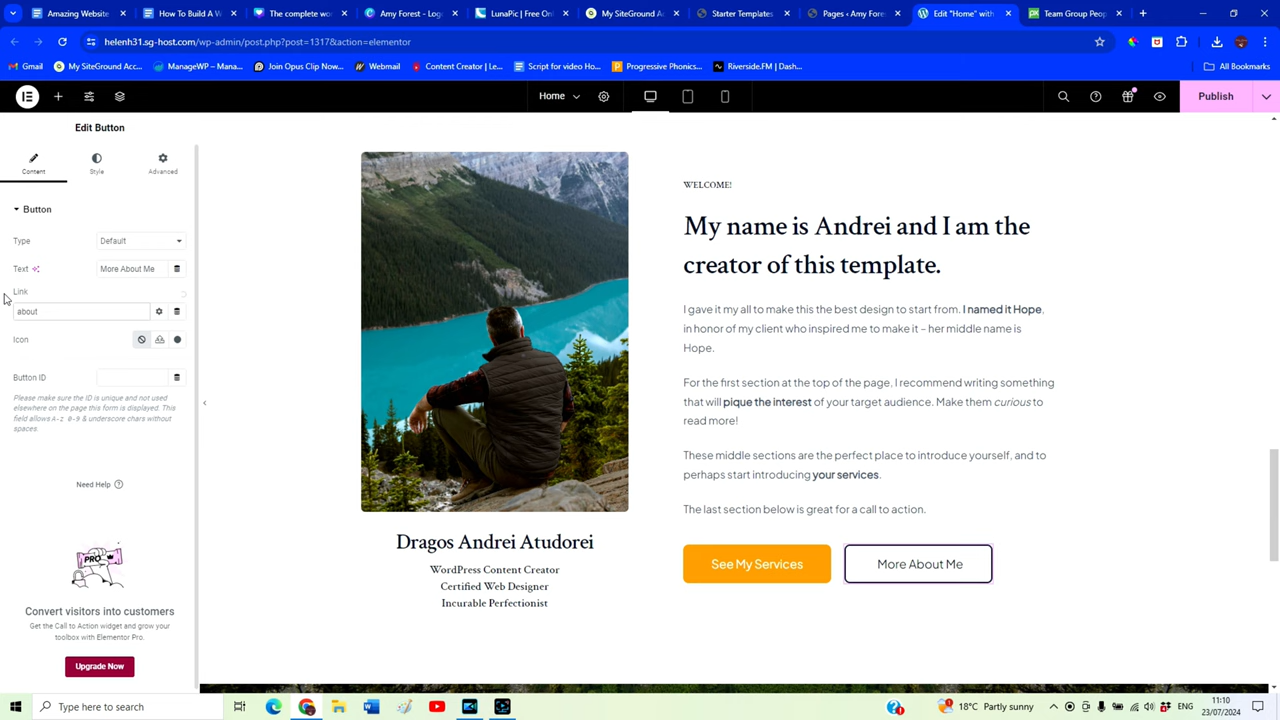 Amazing Website
How To Build A W
The complete wo
Amy Forest - Log
LunaPic | Free Onl
My SiteGround Ac
Starter Templates
Pages ‹ Amy Fore
Edit "Home" with
Team Group Peop
helenh31.sg-host.com/wp-admin/post.php?post=1317&action=elementor
Gmail
My SiteGround Acc...
ManageWP – Mana...
Join Opus Clip Now...
Webmail
Content Creator | Le...
Script for video Ho...
Progressive Phonics...
Riverside.FM | Dash...
All Bookmarks
Home
Publish
Edit Button
Content
Style
Advanced
Button
Type
Default
Text
More About Me
Link
about
Icon
Button ID
Please make sure the ID is unique and not used
elsewhere on the page this form is displayed. This
field allows A-z 0-9 & underscore chars without
spaces.
Need Help
PRO
Convert visitors into customers
Get the Call to Action widget and grow your
toolbox with Elementor Pro.
Upgrade Now
WELCOME!
My name is Andrei and I am the
creator of this template.
I gave it my all to make this the best design to start from. I named it Hope,
in honor of my client who inspired me to make it – her middle name is
Hope.
For the first section at the top of the page, I recommend writing something
that will pique the interest of your target audience. Make them curious to
read more!
These middle sections are the perfect place to introduce yourself, and to
perhaps start introducing your services.
The last section below is great for a call to action.
See My Services
More About Me
Dragos Andrei Atudorei
WordPress Content Creator
Certified Web Designer
Incurable Perfectionist
Type here to search
18°C Partly sunny
ENG
11:10
23/07/2024